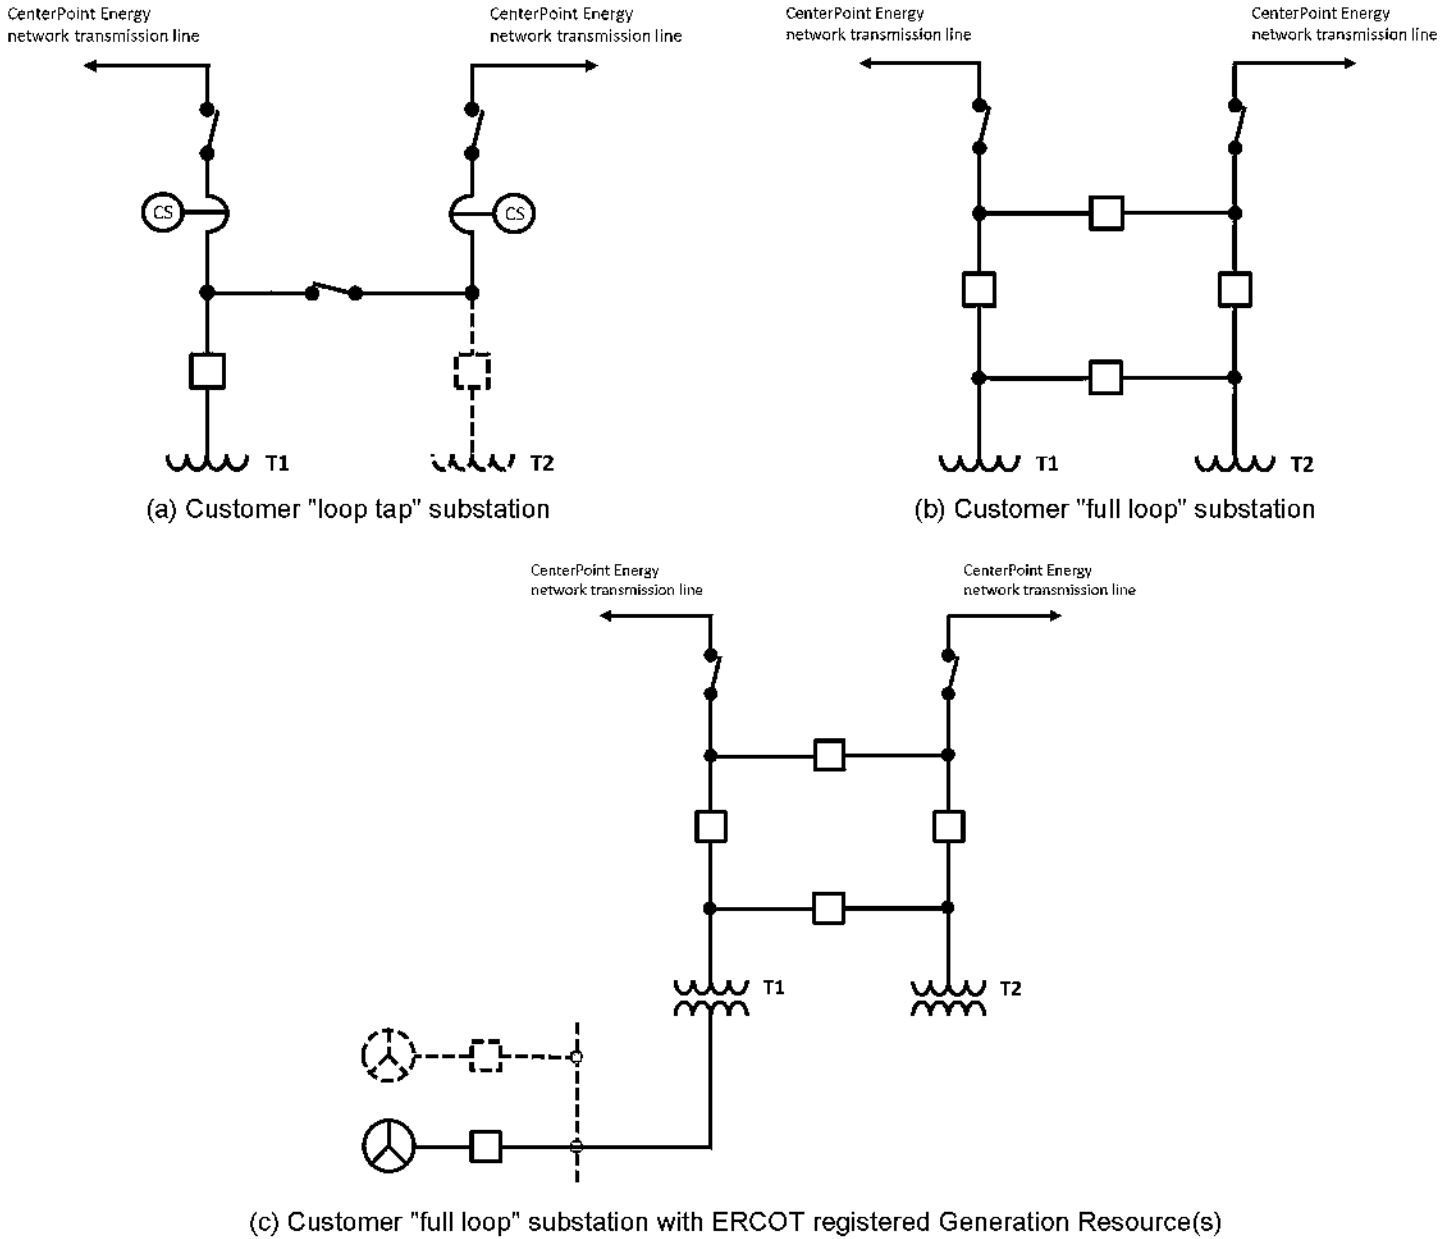 CenterPoint Energy
network transmission line
CenterPoint Energy
network transmission line
CS
CS
T1
T2
(a) Customer "loop tap" substation
CenterPoint Energy
network transmission line
CenterPoint Energy
network transmission line
T1
T2
(b) Customer "full loop" substation
CenterPoint Energy
network transmission line
CenterPoint Energy
network transmission line
T1
T2
(c) Customer "full loop" substation with ERCOT registered Generation Resource(s)